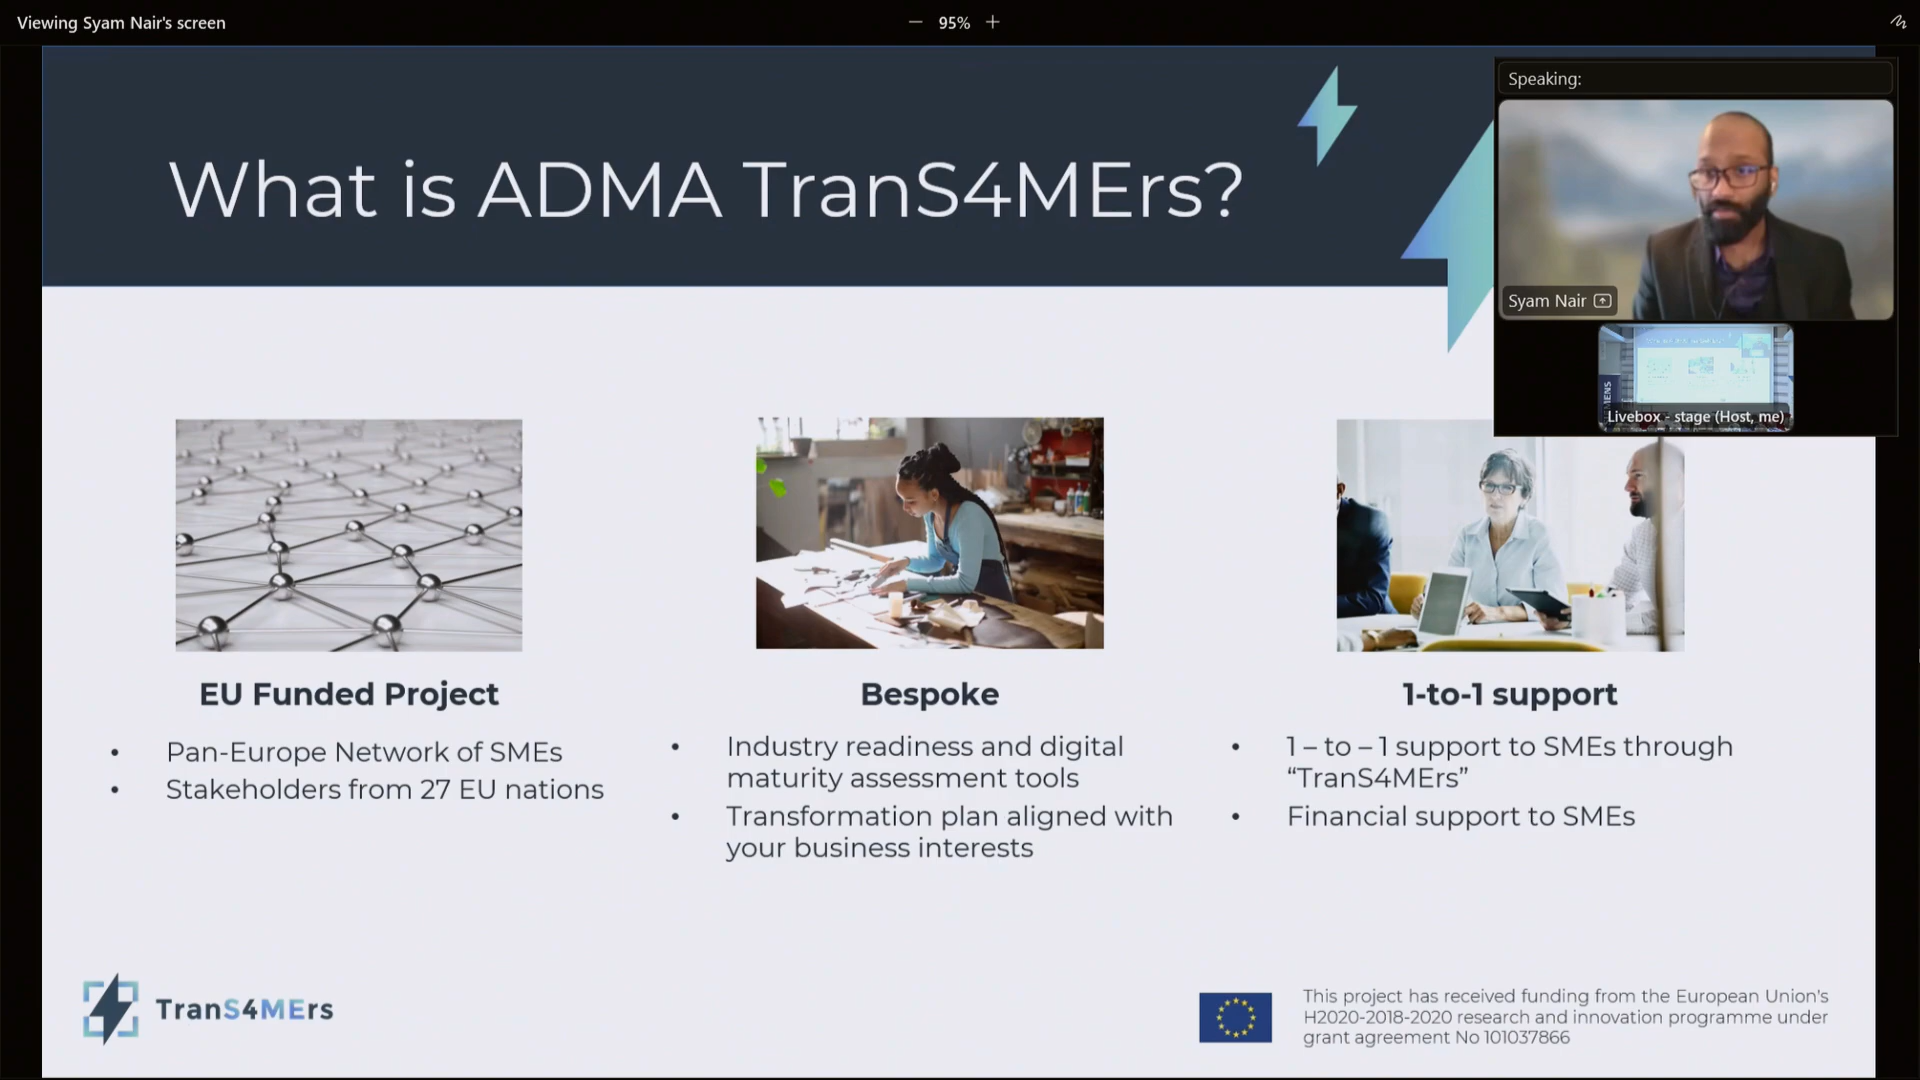 Viewing Syam Nair's screen
95%
Speaking:
What is ADMA TranS4MErs?
Syam Nair
MENS
Livebox - stage (Host, me)
EU Funded Project
• Pan-Europe Network of SMEs
• Stakeholders from 27 EU nations
Bespoke
• Industry readiness and digital
maturity assessment tools
• Transformation plan aligned with
your business interests
1-to-1 support
• 1 – to – 1 support to SMEs through
“TranS4MErs”
• Financial support to SMEs
TranS4MErs
This project has received funding from the European Union's
H2020-2018-2020 research and innovation programme under
grant agreement No 101037866